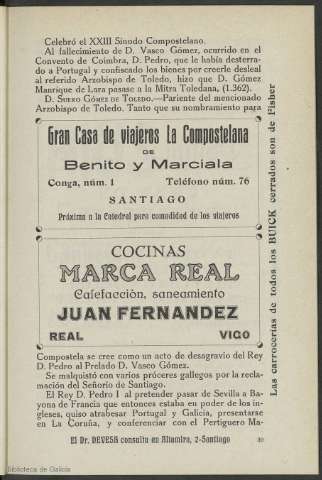 Celebró el XXIII Sinodo Compostelano.
Al fallecimiento de D. Vasco Gómez, ocurrido en el
Convento de Coimbra, D. Pedro, que le había desterra-
do a Portugal y confiscado los bienes por creerle desleal
al referido Arzobispo de Toledo, hizo que D. Gómez
Manrique de Lara pasase a la Mitra Toledana, (1.362).
D. Suero Gómez de Toledo.—Pariente del mencionado
Arzobispo de Toledo. Tanto que su nombramiento para
Gran Casa de viajeros La Compostelana
DE
Benito y Marciala
Conga, núm. 1 Teléfono núm. 76
SANTIAGO
Próxima a la Catedral para comodidad de los viajeros
COCINAS
MARCA REAL
Calefacción, saneamiento
JUAN FERNANDEZ
REAL VIGO
Compostela se cree como un acto de desagravio del Rey
D. Pedro al Prelado D. Vasco Gómez.
Se malquistó con varios próceres gallegos por la recla-
mación del Señorio de Santiago.
El Rey D. Pedro I al pretender pasar de Sevilla a Ba-
yona de Francia que entonces estaba en poder de los in-
gleses, quiso atrabesar Portugal y Galicia, presentarse
en La Coruña, y conferenciar con el Pertiguero Ma-
El Dr. DEVESA consulta en Altamira, 2-Santiago
Las carrocerías de todos los BUICK cerrados son de Fisher
Biblioteca de Galicia